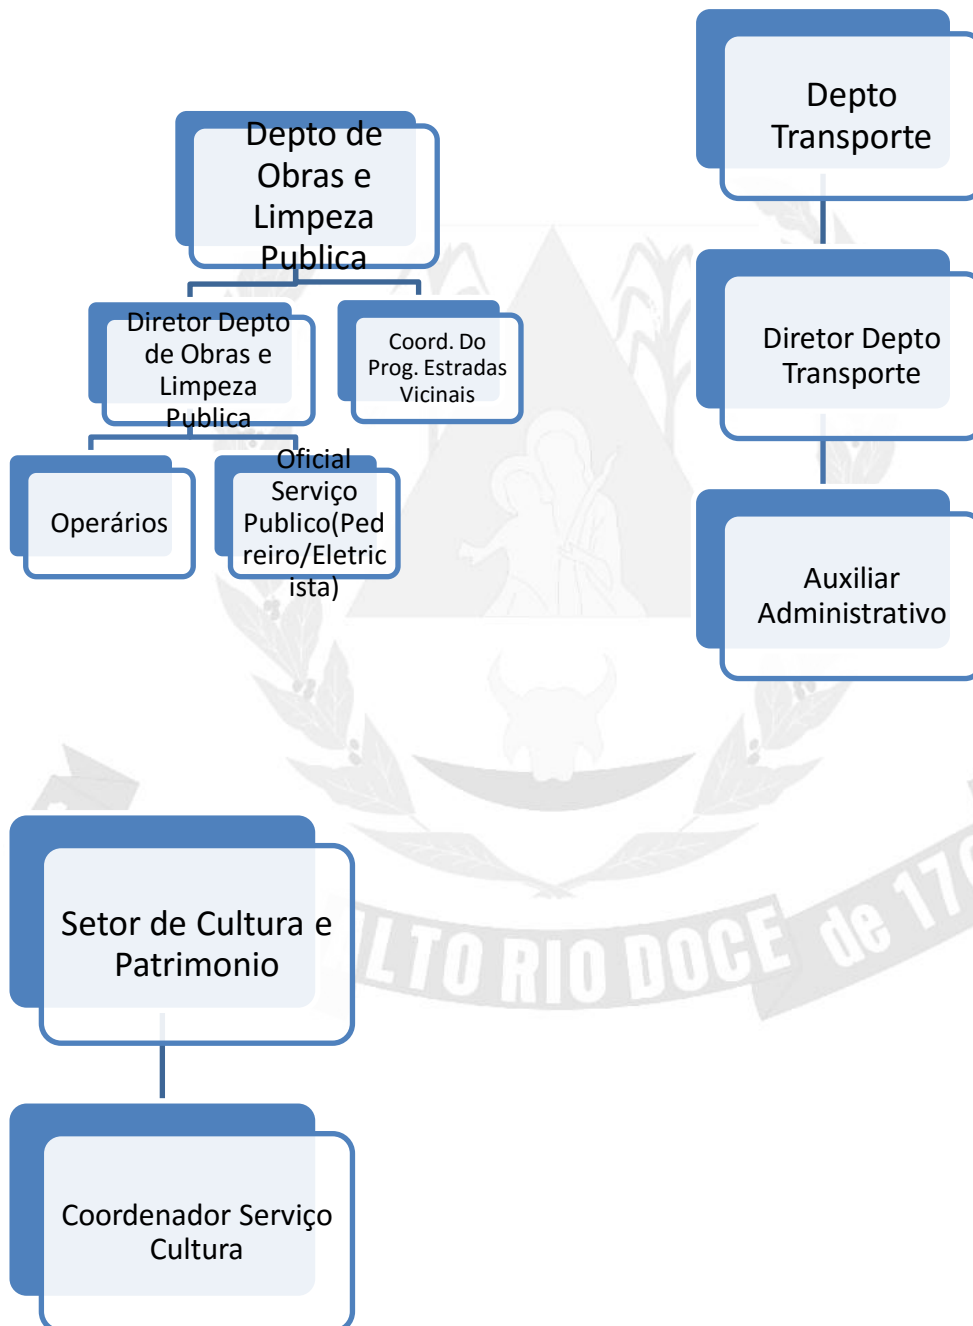 Depto
Transporte
Depto de
Obras e
Limpeza
Publica
Diretor Depto
de Obras e
Limpeza
Publica
Coord. Do
Prog. Estradas
Vicinais
Diretor Depto
Transporte
Operários
Oficial
Serviço
Publico(Ped
reiro/Eletric
ista)
Auxiliar
Administrativo
Setor de Cultura e
Patrimonio
LTO RIO DOCE de 170
Coordenador Serviço
Cultura